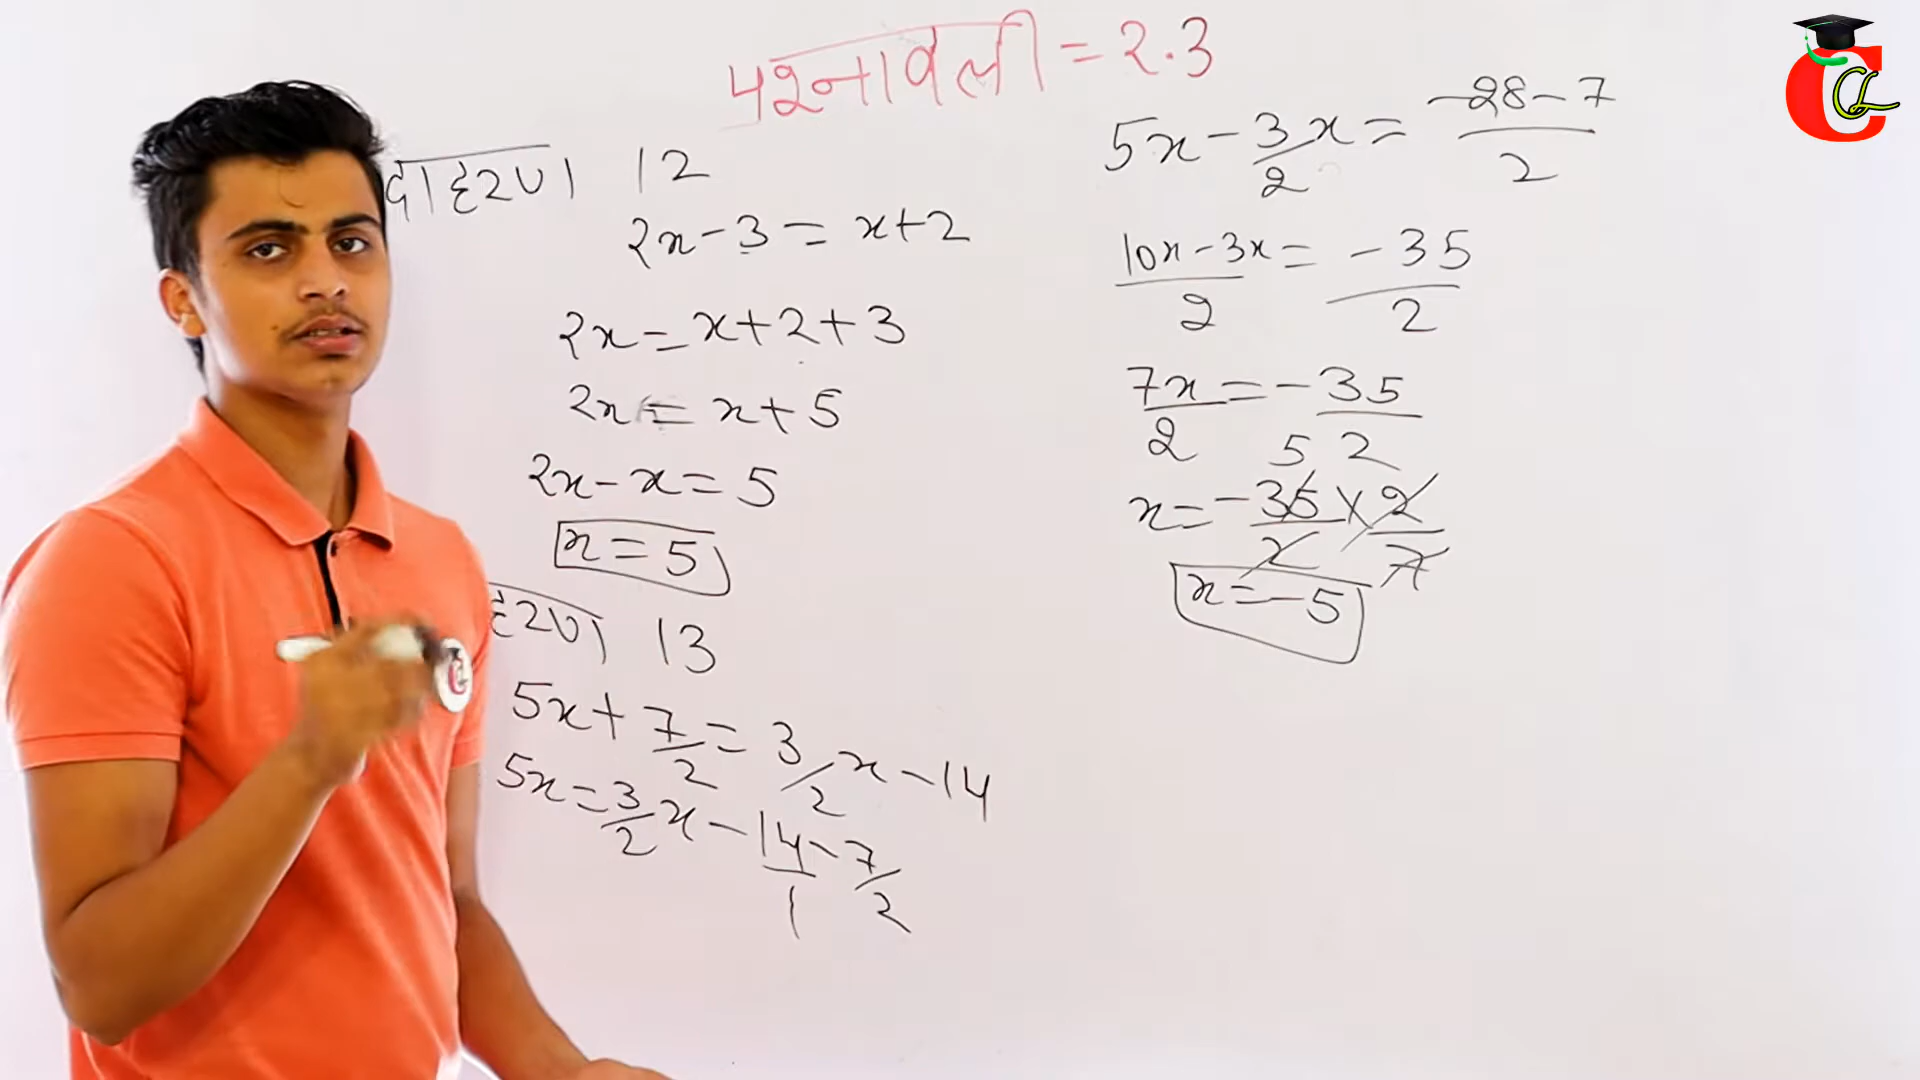 प्रश्नावली = 2.3
दाहरण 12
2x - 3 = x + 2
2x = x + 2 + 3
2x = x + 5
2x - x = 5
x = 5
हरण 13
5x + 7/2 = 3/2 x - 14
5x = 3/2 x - 14/1 - 7/2
5x - 3/2 x = -28-7/2
10x - 3x/2 = -35/2
7x/2 = -35/2
5
x = -35/2 × 2/7
x = -5
C
CL